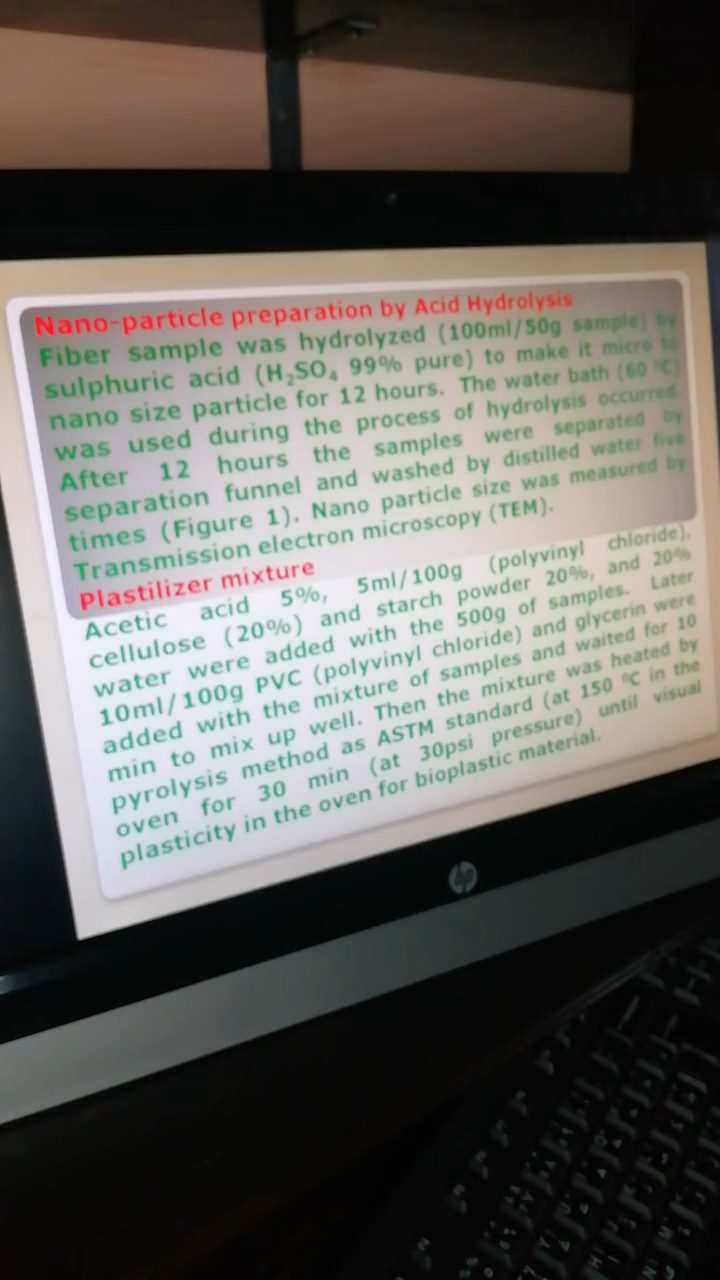 Nano-particle preparation by Acid Hydrolysis
Fiber sample was hydrolyzed (100ml/50g sample) by
sulphuric acid (H₂SO₄ 99% pure) to make it micro to
nano size particle for 12 hours. The water bath (60 °C)
was used during the process of hydrolysis occurred.
After 12 hours the samples were separated by
separation funnel and washed by distilled water five
times (Figure 1). Nano particle size was measured by
Transmission electron microscopy (TEM).
Plastilizer mixture
Acetic acid 5%, 5ml/100g (polyvinyl chloride),
cellulose (20%) and starch powder 20%, and 20%
water were added with the 500g of samples. Later
10ml/100g PVC (polyvinyl chloride) and glycerin were
added with the mixture of samples and waited for 10
min to mix up well. Then the mixture was heated by
pyrolysis method as ASTM standard (at 150 °C in the
oven for 30 min (at 30psi pressure) until visual
plasticity in the oven for bioplastic material.
hp